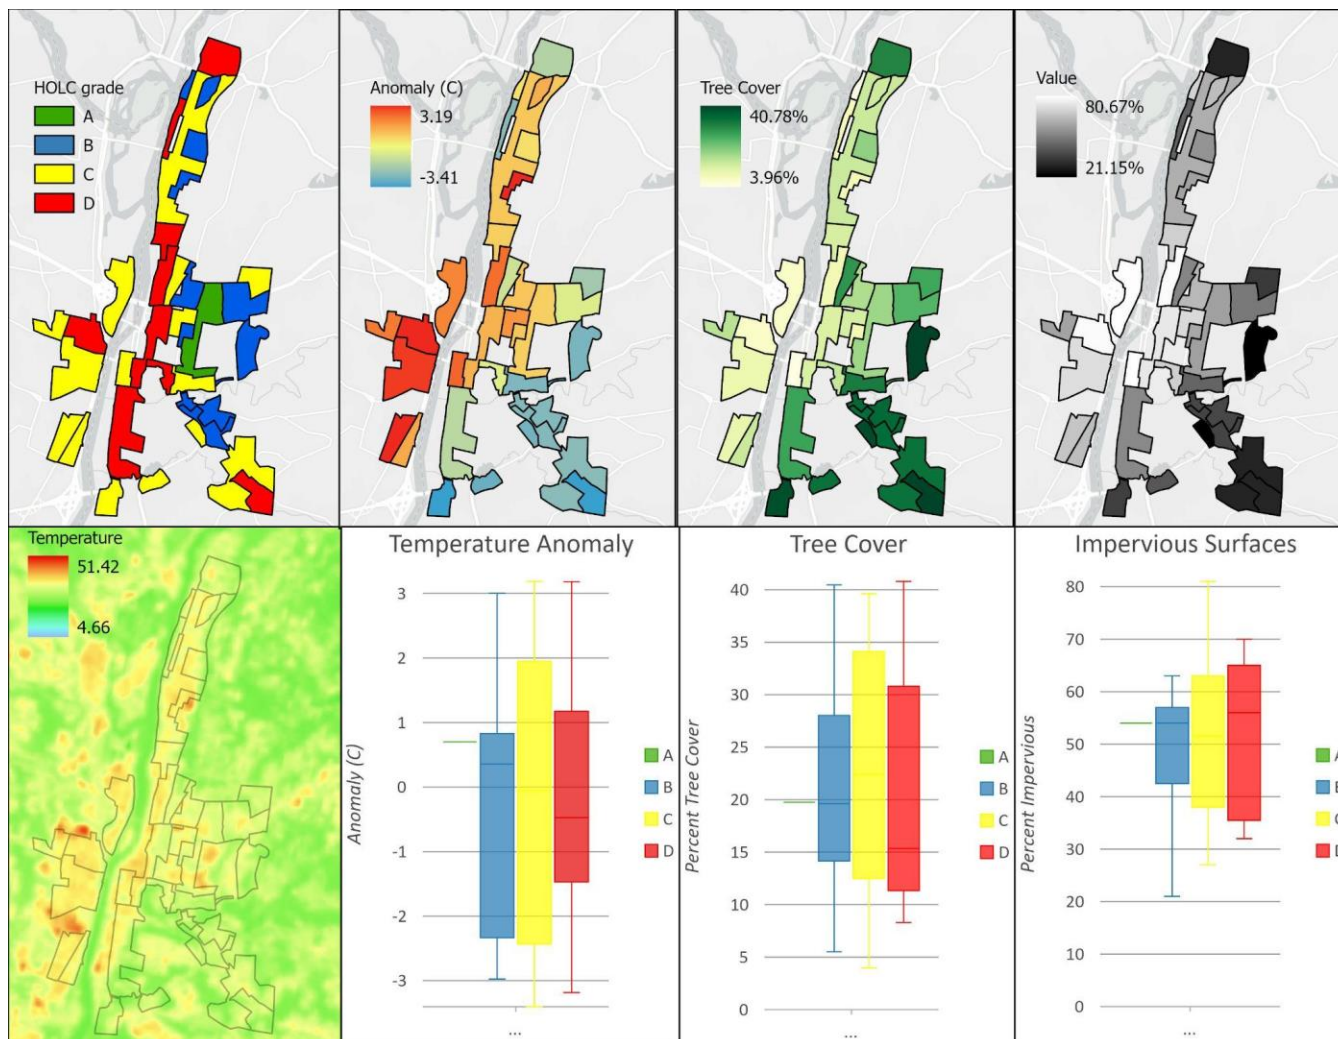 HOLC grade
A
B
C
D
Anomaly (C)
3.19
-3.41
Tree Cover
40.78%
3.96%
Value
80.67%
21.15%
Temperature
51.42
4.66
Temperature Anomaly
3
2
1
0
-1
-2
-3
Anomaly (C)
...
A
B
C
D
Tree Cover
40
35
30
25
20
15
10
5
0
Percent Tree Cover
...
A
B
C
D
Impervious Surfaces
80
70
60
50
40
30
20
10
0
Percent Impervious
...
A
B
C
D